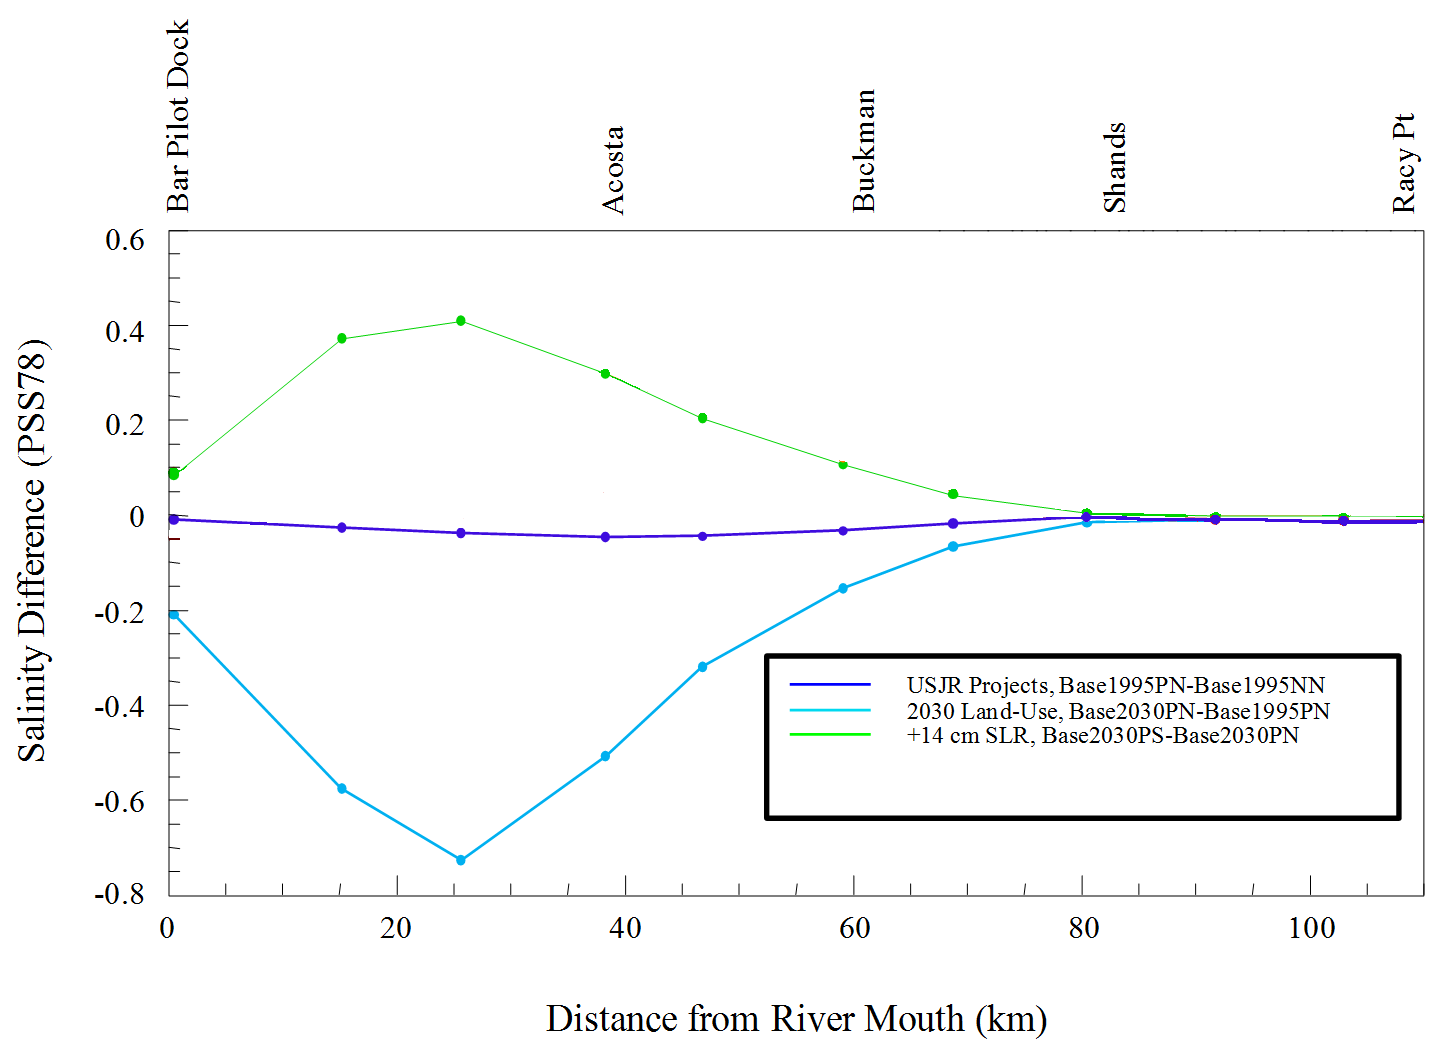 Bar Pilot Dock
Acosta
Buckman
Shands
Racy Pt
0.6
0.4
0.2
0
-0.2
-0.4
-0.6
-0.8
Salinity Difference (PSS78)
USJR Projects, Base1995PN-Base1995NN
2030 Land-Use, Base2030PN-Base1995PN
+14 cm SLR, Base2030PS-Base2030PN
0 20 40 60 80 100
Distance from River Mouth (km)